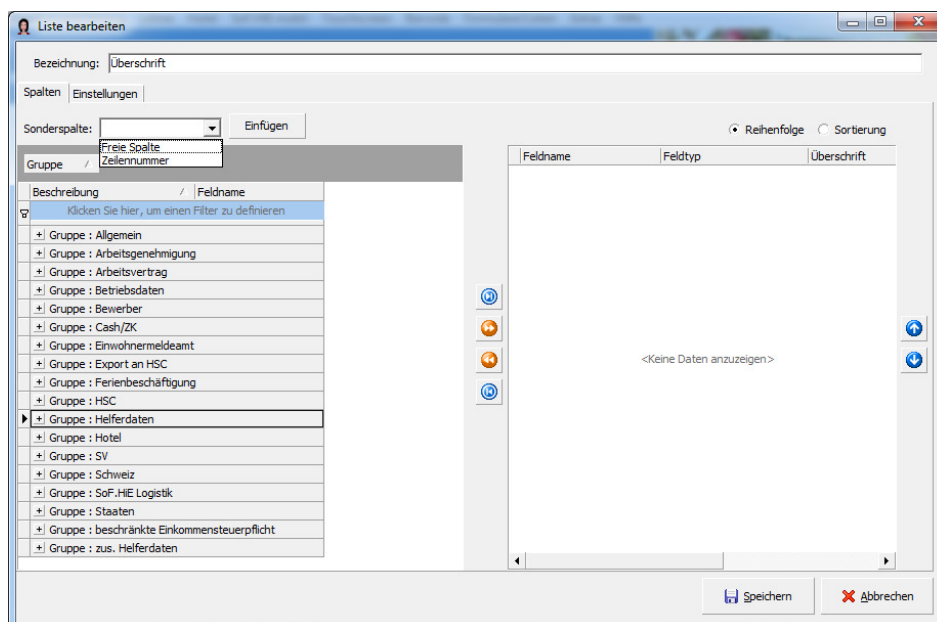 Liste bearbeiten
Bezeichnung: Überschrift
Spalten Einstellungen
Sonderspalte: Einfügen
Reihenfolge Sortierung
Freie Spalte
Zeilennummer
Gruppe
Feldname Feldtyp Überschrift
Beschreibung Feldname
Klicken Sie hier, um einen Filter zu definieren
Gruppe : Allgemein
Gruppe : Arbeitsgenehmigung
Gruppe : Arbeitsvertrag
Gruppe : Betriebsdaten
Gruppe : Bewerber
Gruppe : Cash/ZK
Gruppe : Einwohnermeldeamt
Gruppe : Export an HSC
Gruppe : Ferienbeschäftigung
Gruppe : HSC
Gruppe : Helferdaten
Gruppe : Hotel
Gruppe : SV
Gruppe : Schweiz
Gruppe : SoF.HiE Logistik
Gruppe : Staaten
Gruppe : beschränkte Einkommensteuerpflicht
Gruppe : zus. Helferdaten
<Keine Daten anzuzeigen>
Speichern Abbrechen